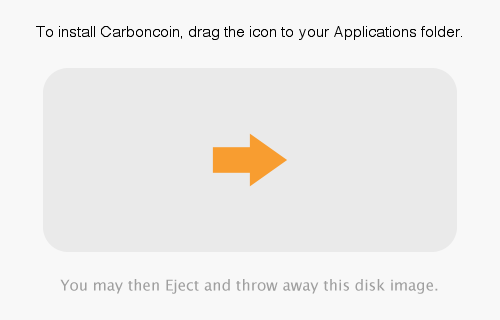 To install Carboncoin, drag the icon to your Applications folder.
You may then Eject and throw away this disk image.